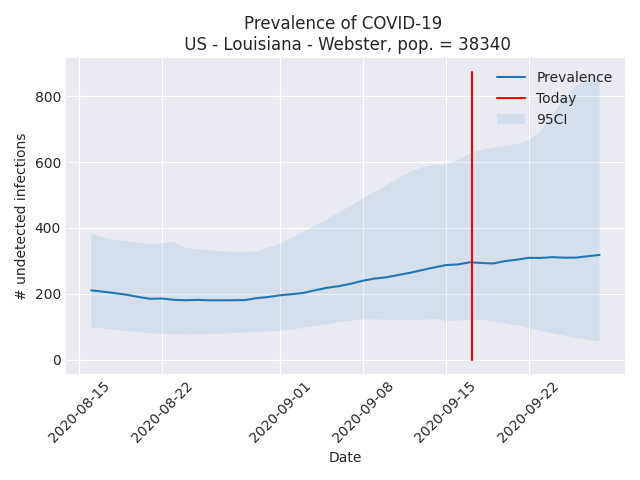 Prevalence of COVID-19
US - Louisiana - Webster, pop. = 38340
Prevalence
Today
95CI
# undetected infections
800
600
400
200
0
2020-08-15
2020-08-22
2020-09-01
2020-09-08
2020-09-15
2020-09-22
Date